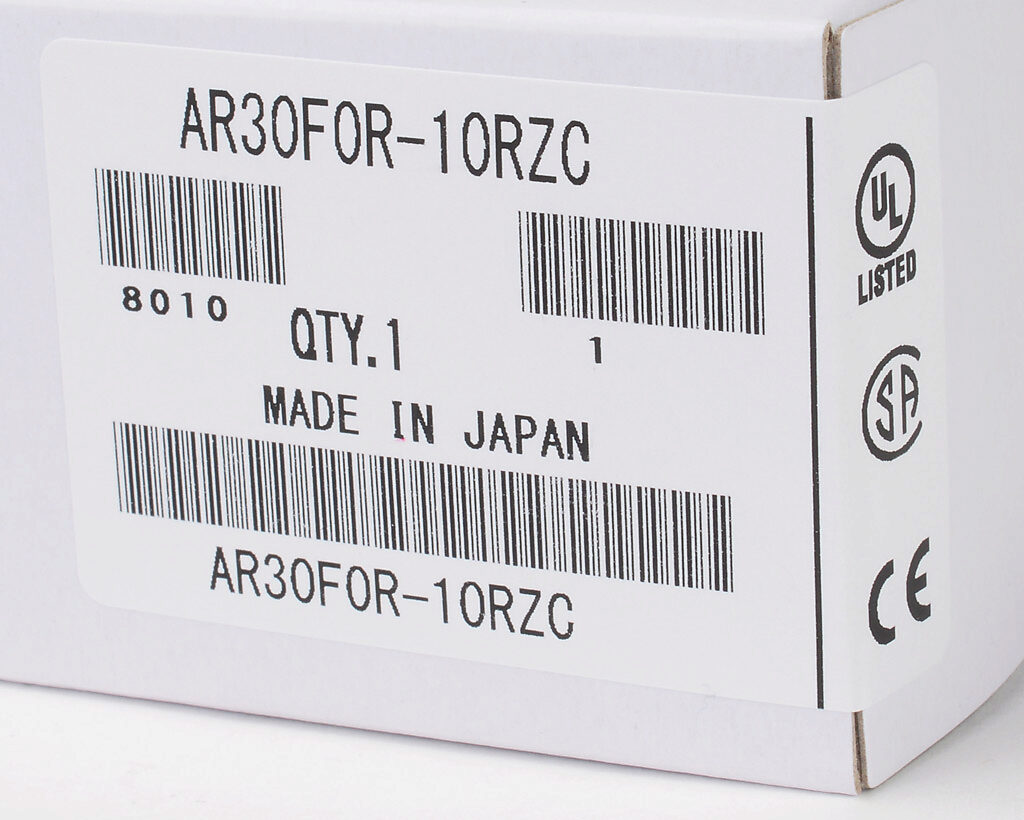 AR30F0R-10RZC
8010
1
QTY.1
MADE IN JAPAN
AR30F0R-10RZC
UL
LISTED
SA
CE